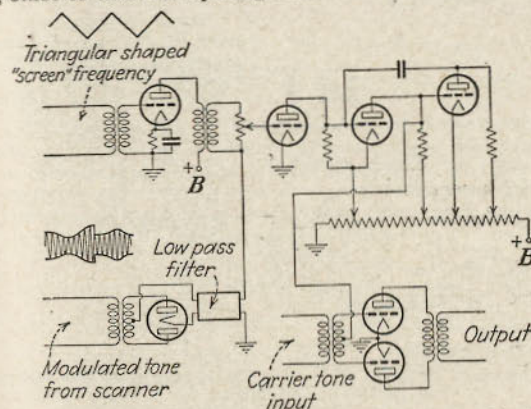 Triangular shaped
"screen" frequency
+
B
Low pass
filter
Modulated tone
from scanner
+
B
Output
Carrier tone
input